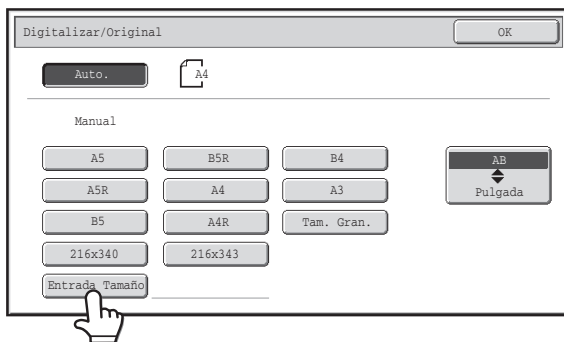 Digitalizar/Original OK
Auto. A4
Manual
A5 B5R B4 AB
A5R A4 A3 Pulgada
B5 A4R Tam. Gran.
216x340 216x343
Entrada Tamaño